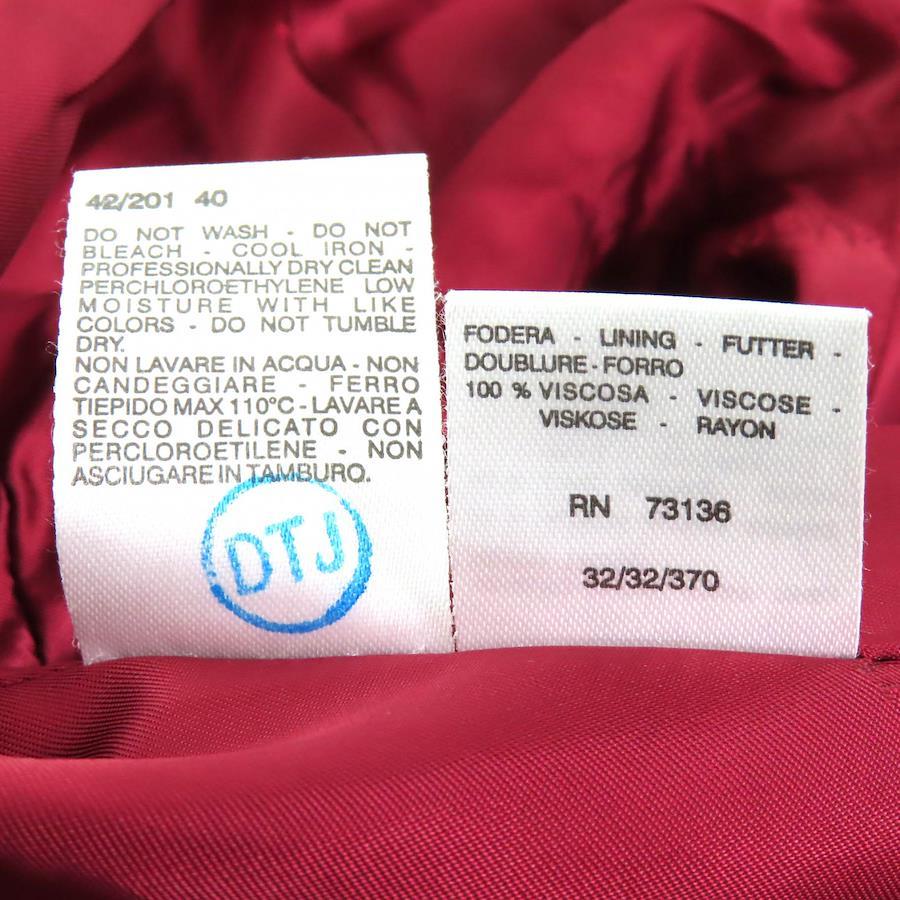 42/201 40
DO NOT WASH - DO NOT
BLEACH - COOL IRON -
PROFESSIONALLY DRY CLEAN
PERCHLOROETHYLENE LOW
MOISTURE WITH LIKE
COLORS - DO NOT TUMBLE
DRY.
NON LAVARE IN ACQUA - NON
CANDEGGIARE - FERRO
TIEPIDO MAX 110°C - LAVARE A
SECCO DELICATO CON
PERCLOROETILENE - NON
ASCIUGARE IN TAMBURO.
DTJ
FODERA - LINING - FUTTER -
DOUBLURE - FORRO
100 % VISCOSA - VISCOSE -
VISKOSE - RAYON
RN 73136
32/32/370